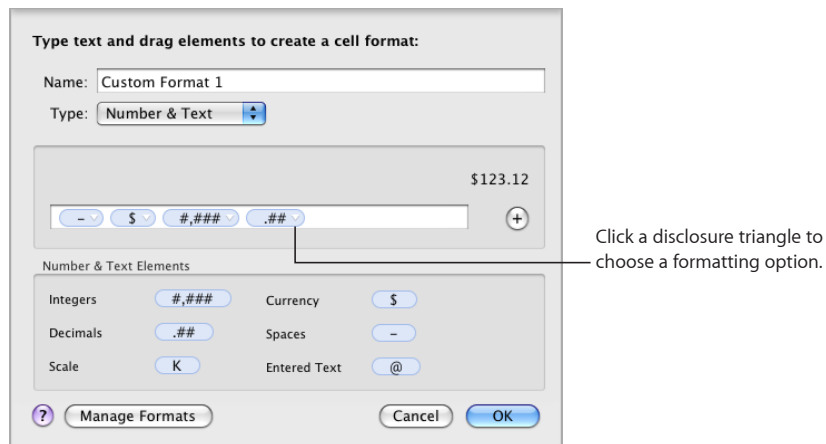 Type text and drag elements to create a cell format:
Name: Custom Format 1
Type: Number & Text
$123.12
– $ #,### .## +
Click a disclosure triangle to
choose a formatting option.
Number & Text Elements
Integers #,### Currency $
Decimals .## Spaces –
Scale K Entered Text @
? Manage Formats Cancel OK